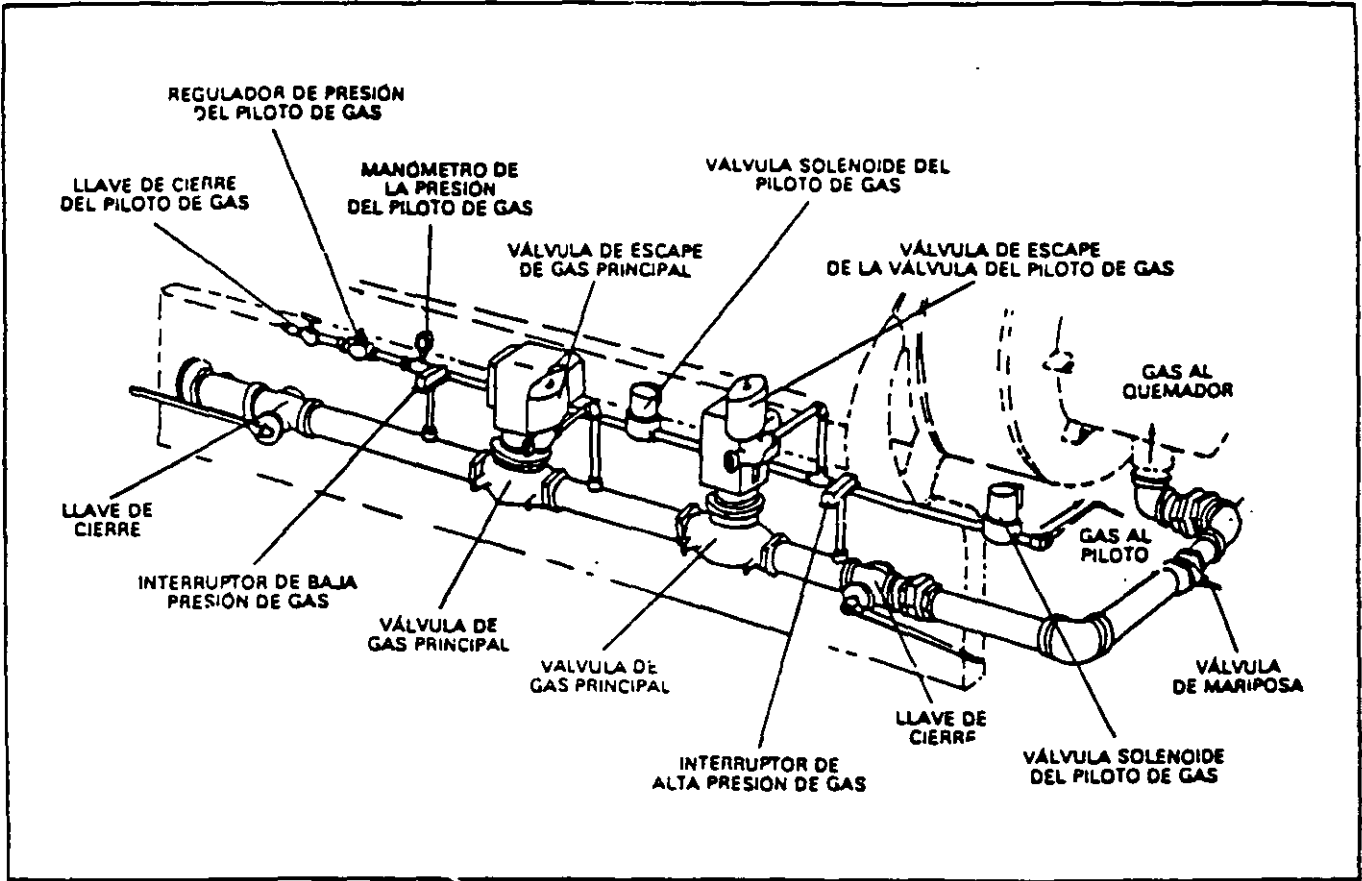 REGULADOR DE PRESIÓN
DEL PILOTO DE GAS
LLAVE DE CIERRE
DEL PILOTO DE GAS
MANÓMETRO DE
LA PRESIÓN
DEL PILOTO DE GAS
VÁLVULA SOLENOIDE DEL
PILOTO DE GAS
VÁLVULA DE ESCAPE
DE GAS PRINCIPAL
VÁLVULA DE ESCAPE
DE LA VÁLVULA DEL PILOTO DE GAS
GAS AL
QUEMADOR
LLAVE DE
CIERRE
GAS AL
PILOTO
INTERRUPTOR DE BAJA
PRESIÓN DE GAS
VÁLVULA DE
GAS PRINCIPAL
VÁLVULA DE
GAS PRINCIPAL
VÁLVULA
DE MARIPOSA
LLAVE DE
CIERRE
INTERRUPTOR DE
ALTA PRESIÓN DE GAS
VÁLVULA SOLENOIDE
DEL PILOTO DE GAS